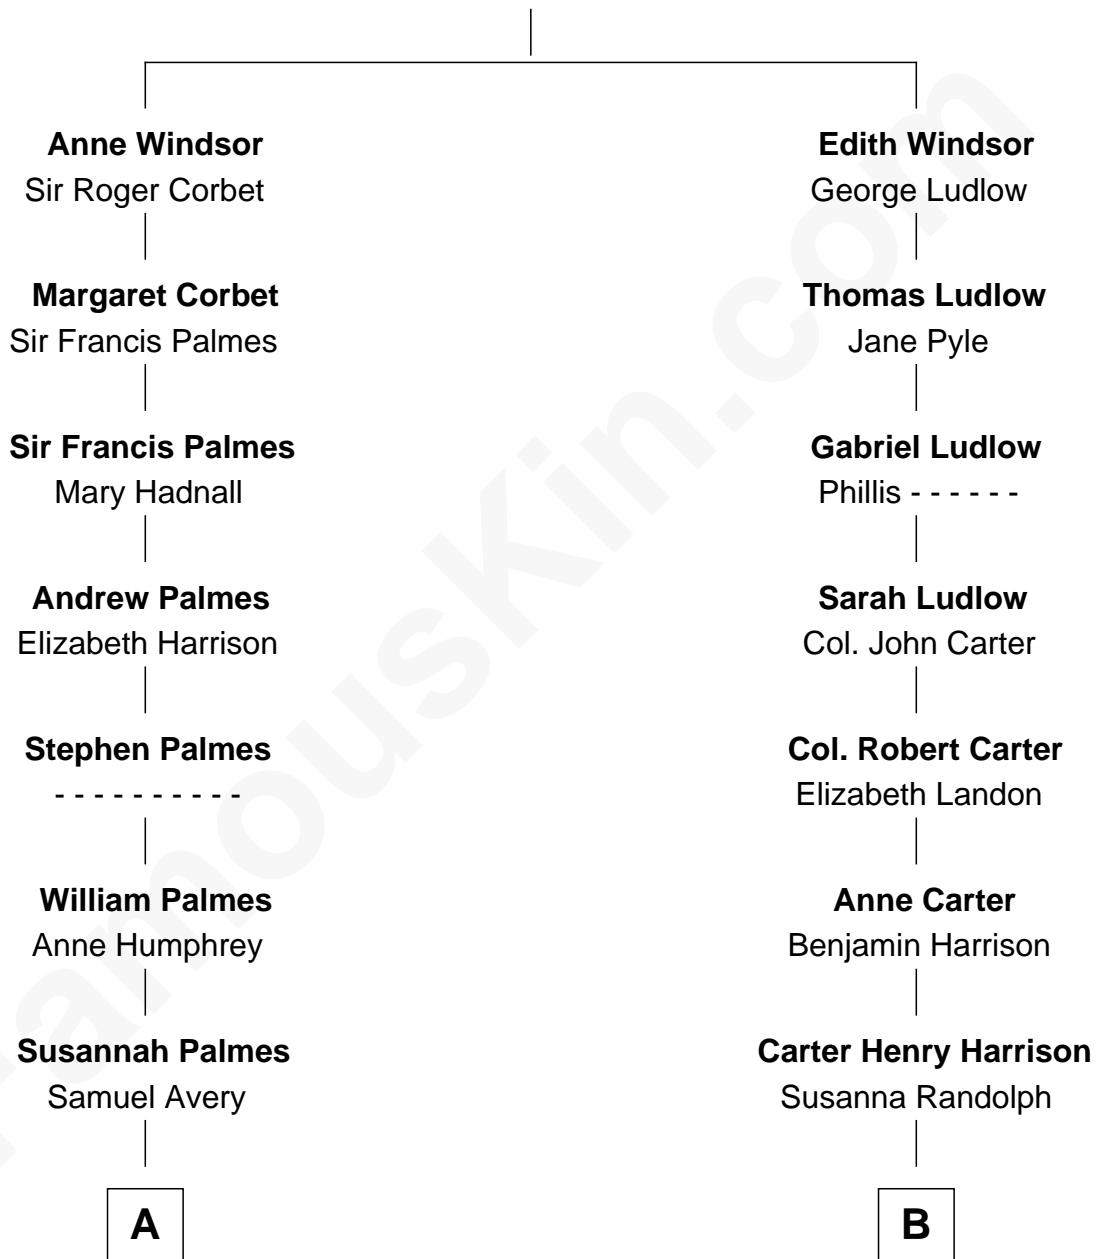 Anne Windsor
Sir Roger Corbet
Edith Windsor
George Ludlow
Margaret Corbet
Sir Francis Palmes
Thomas Ludlow
Jane Pyle
Sir Francis Palmes
Mary Hadnall
Gabriel Ludlow
Phillis - - - - - -
Andrew Palmes
Elizabeth Harrison
Sarah Ludlow
Col. John Carter
Stephen Palmes
- - - - - - - - - -
Col. Robert Carter
Elizabeth Landon
William Palmes
Anne Humphrey
Anne Carter
Benjamin Harrison
Susannah Palmes
Samuel Avery
Carter Henry Harrison
Susanna Randolph
A
B
FamousKin.com